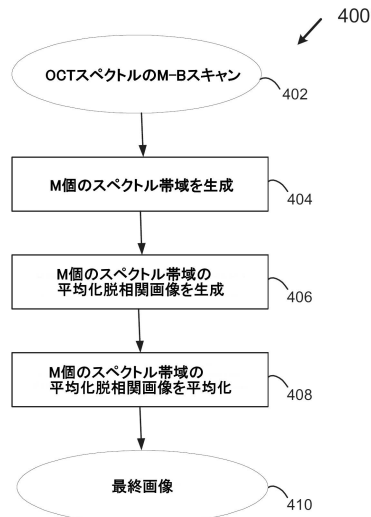 400
OCTスペクトルのM-Bスキャン
402
M個のスペクトル帯域を生成
404
M個のスペクトル帯域の
平均化脱相関画像を生成
406
M個のスペクトル帯域の
平均化脱相関画像を平均化
408
最終画像
410